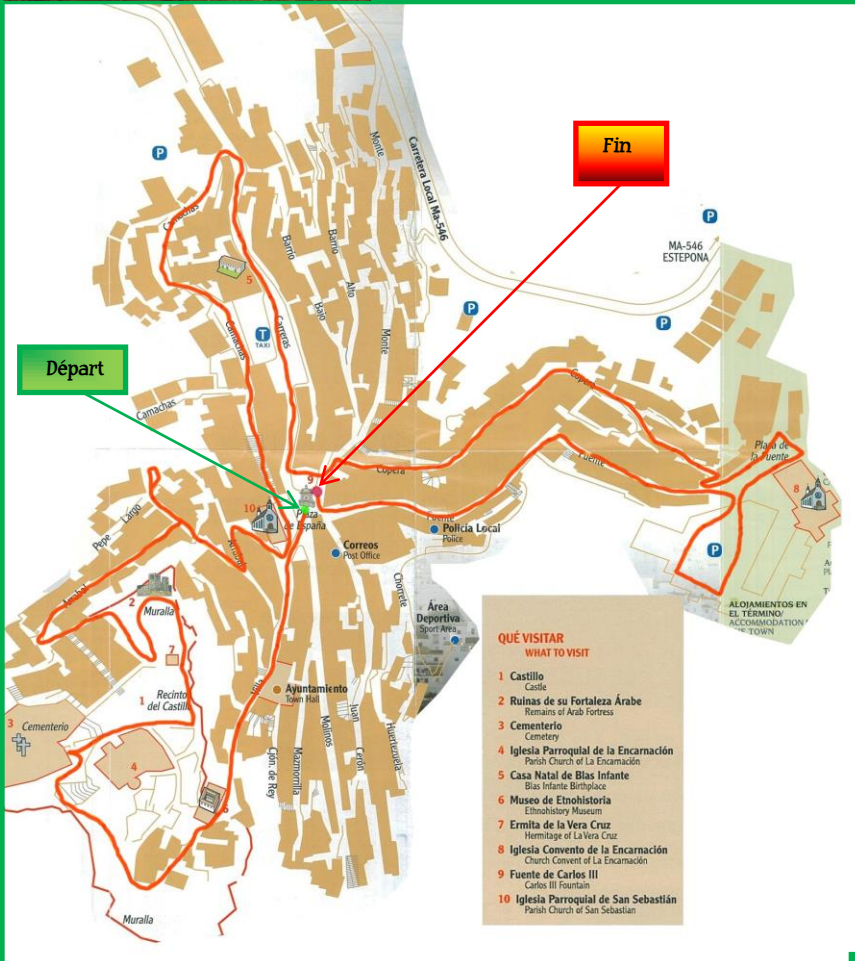 Fin
Départ
P
P
P
P
P
P
T
TAXI
MA-546
ESTEPONA
Carretera Local Ma-546
Monte
Barrio
Barrio
Alto
Bajo
Monte
Camachas
5
Carreras
Camachas
Camachas
Copera
Copera
Fuente
Plaza de
la Fuente
8
9
10
Plaza
de España
Fuente
Policía Local
Police
Correos
Post Office
Pepe
Largo
Arrabal
Arrabal
2
Muralla
7
1
Recinto
del Castillo
3
Cementerio
4
6
Villa
Ayuntamiento
Town Hall
Chorrete
Área
Deportiva
Sport Area
Cjón. de Rey
Mazmorrilla
Molinos
Juan
Cerón
Huertezuela
Muralla
ALOJAMIENTOS EN
EL TÉRMINO/
ACCOMMODATION
TOWN
QUÉ VISITAR
WHAT TO VISIT
1 Castillo
Castle
2 Ruinas de su Fortaleza Árabe
Remains of Arab Fortress
3 Cementerio
Cemetery
4 Iglesia Parroquial de la Encarnación
Parish Church of La Encarnación
5 Casa Natal de Blas Infante
Blas Infante Birthplace
6 Museo de Etnohistoria
Ethnohistory Museum
7 Ermita de la Vera Cruz
Hermitage of La Vera Cruz
8 Iglesia Convento de la Encarnación
Church Convent of La Encarnación
9 Fuente de Carlos III
Carlos III Fountain
10 Iglesia Parroquial de San Sebastián
Parish Church of San Sebastian